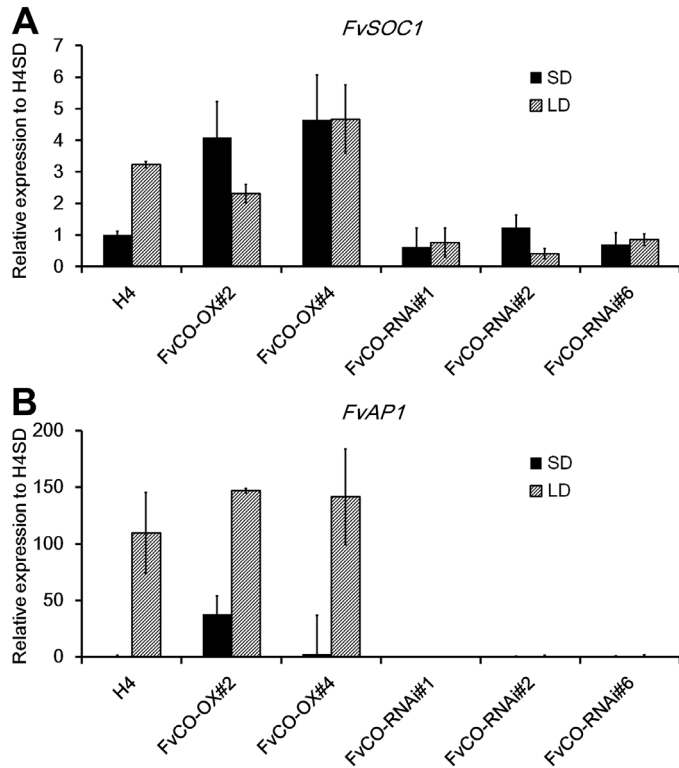 A
FvSOC1
Relative expression to H4SD
7
6
5
4
3
2
1
0
SD
LD
H4
FvCO-OX#2
FvCO-OX#4
FvCO-RNAi#1
FvCO-RNAi#2
FvCO-RNAi#6
B
FvAP1
Relative expression to H4SD
200
150
100
50
0
SD
LD
H4
FvCO-OX#2
FvCO-OX#4
FvCO-RNAi#1
FvCO-RNAi#2
FvCO-RNAi#6